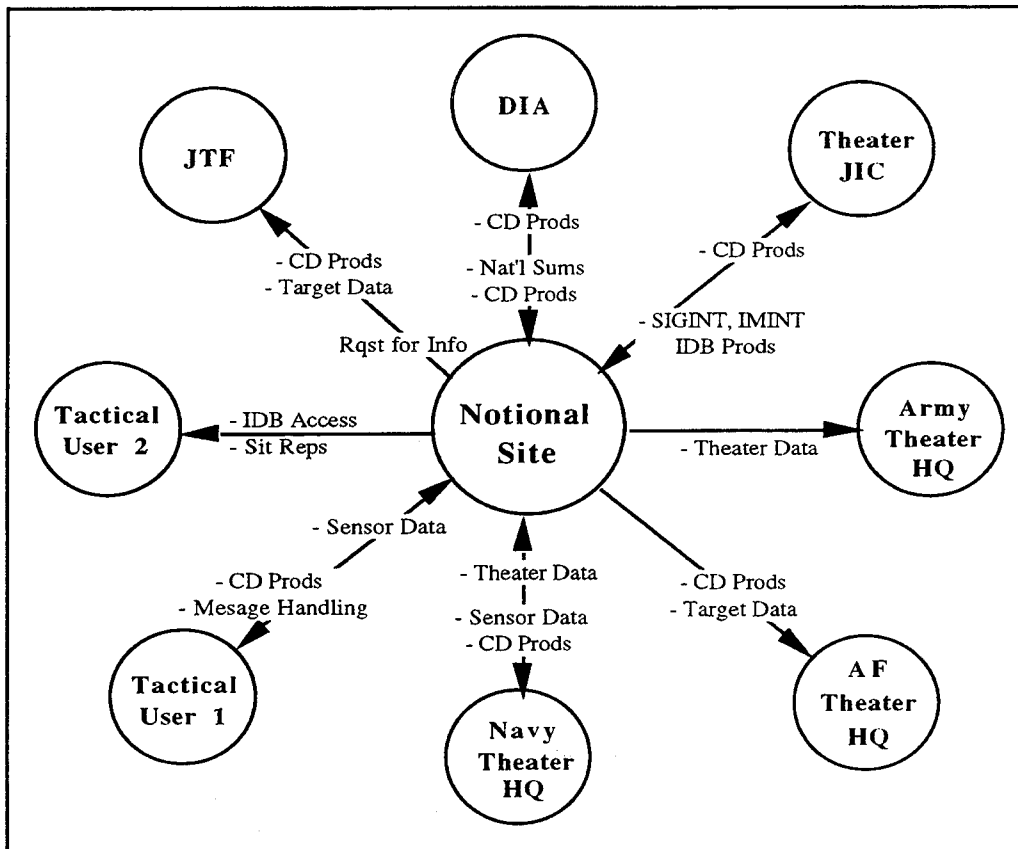 DIA
JTF
Theater
JIC
- CD Prods
- CD Prods
- CD Prods
- Target Data
- Nat'l Sums
- CD Prods
- SIGINT, IMINT
IDB Prods
Rqst for Info
Tactical
User 2
- IDB Access
- Sit Reps
Notional
Site
- Theater Data
Army
Theater
HQ
- Sensor Data
- CD Prods
- Mesage Handling
- Theater Data
- Sensor Data
- CD Prods
- CD Prods
- Target Data
Tactical
User 1
Navy
Theater
HQ
AF
Theater
HQ